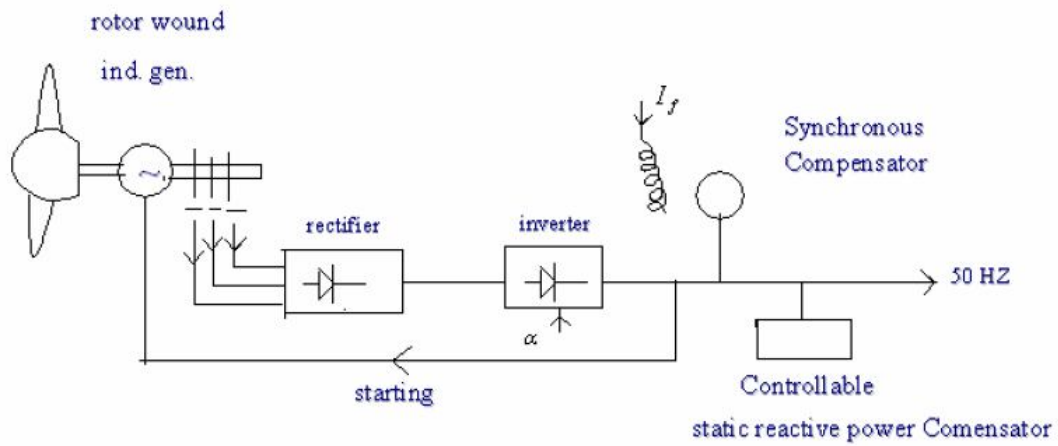 rotor wound
ind. gen.
I_f
Synchronous
Compensator
~
rectifier
inverter
50 HZ
α
starting
Controllable
static reactive power Comensator